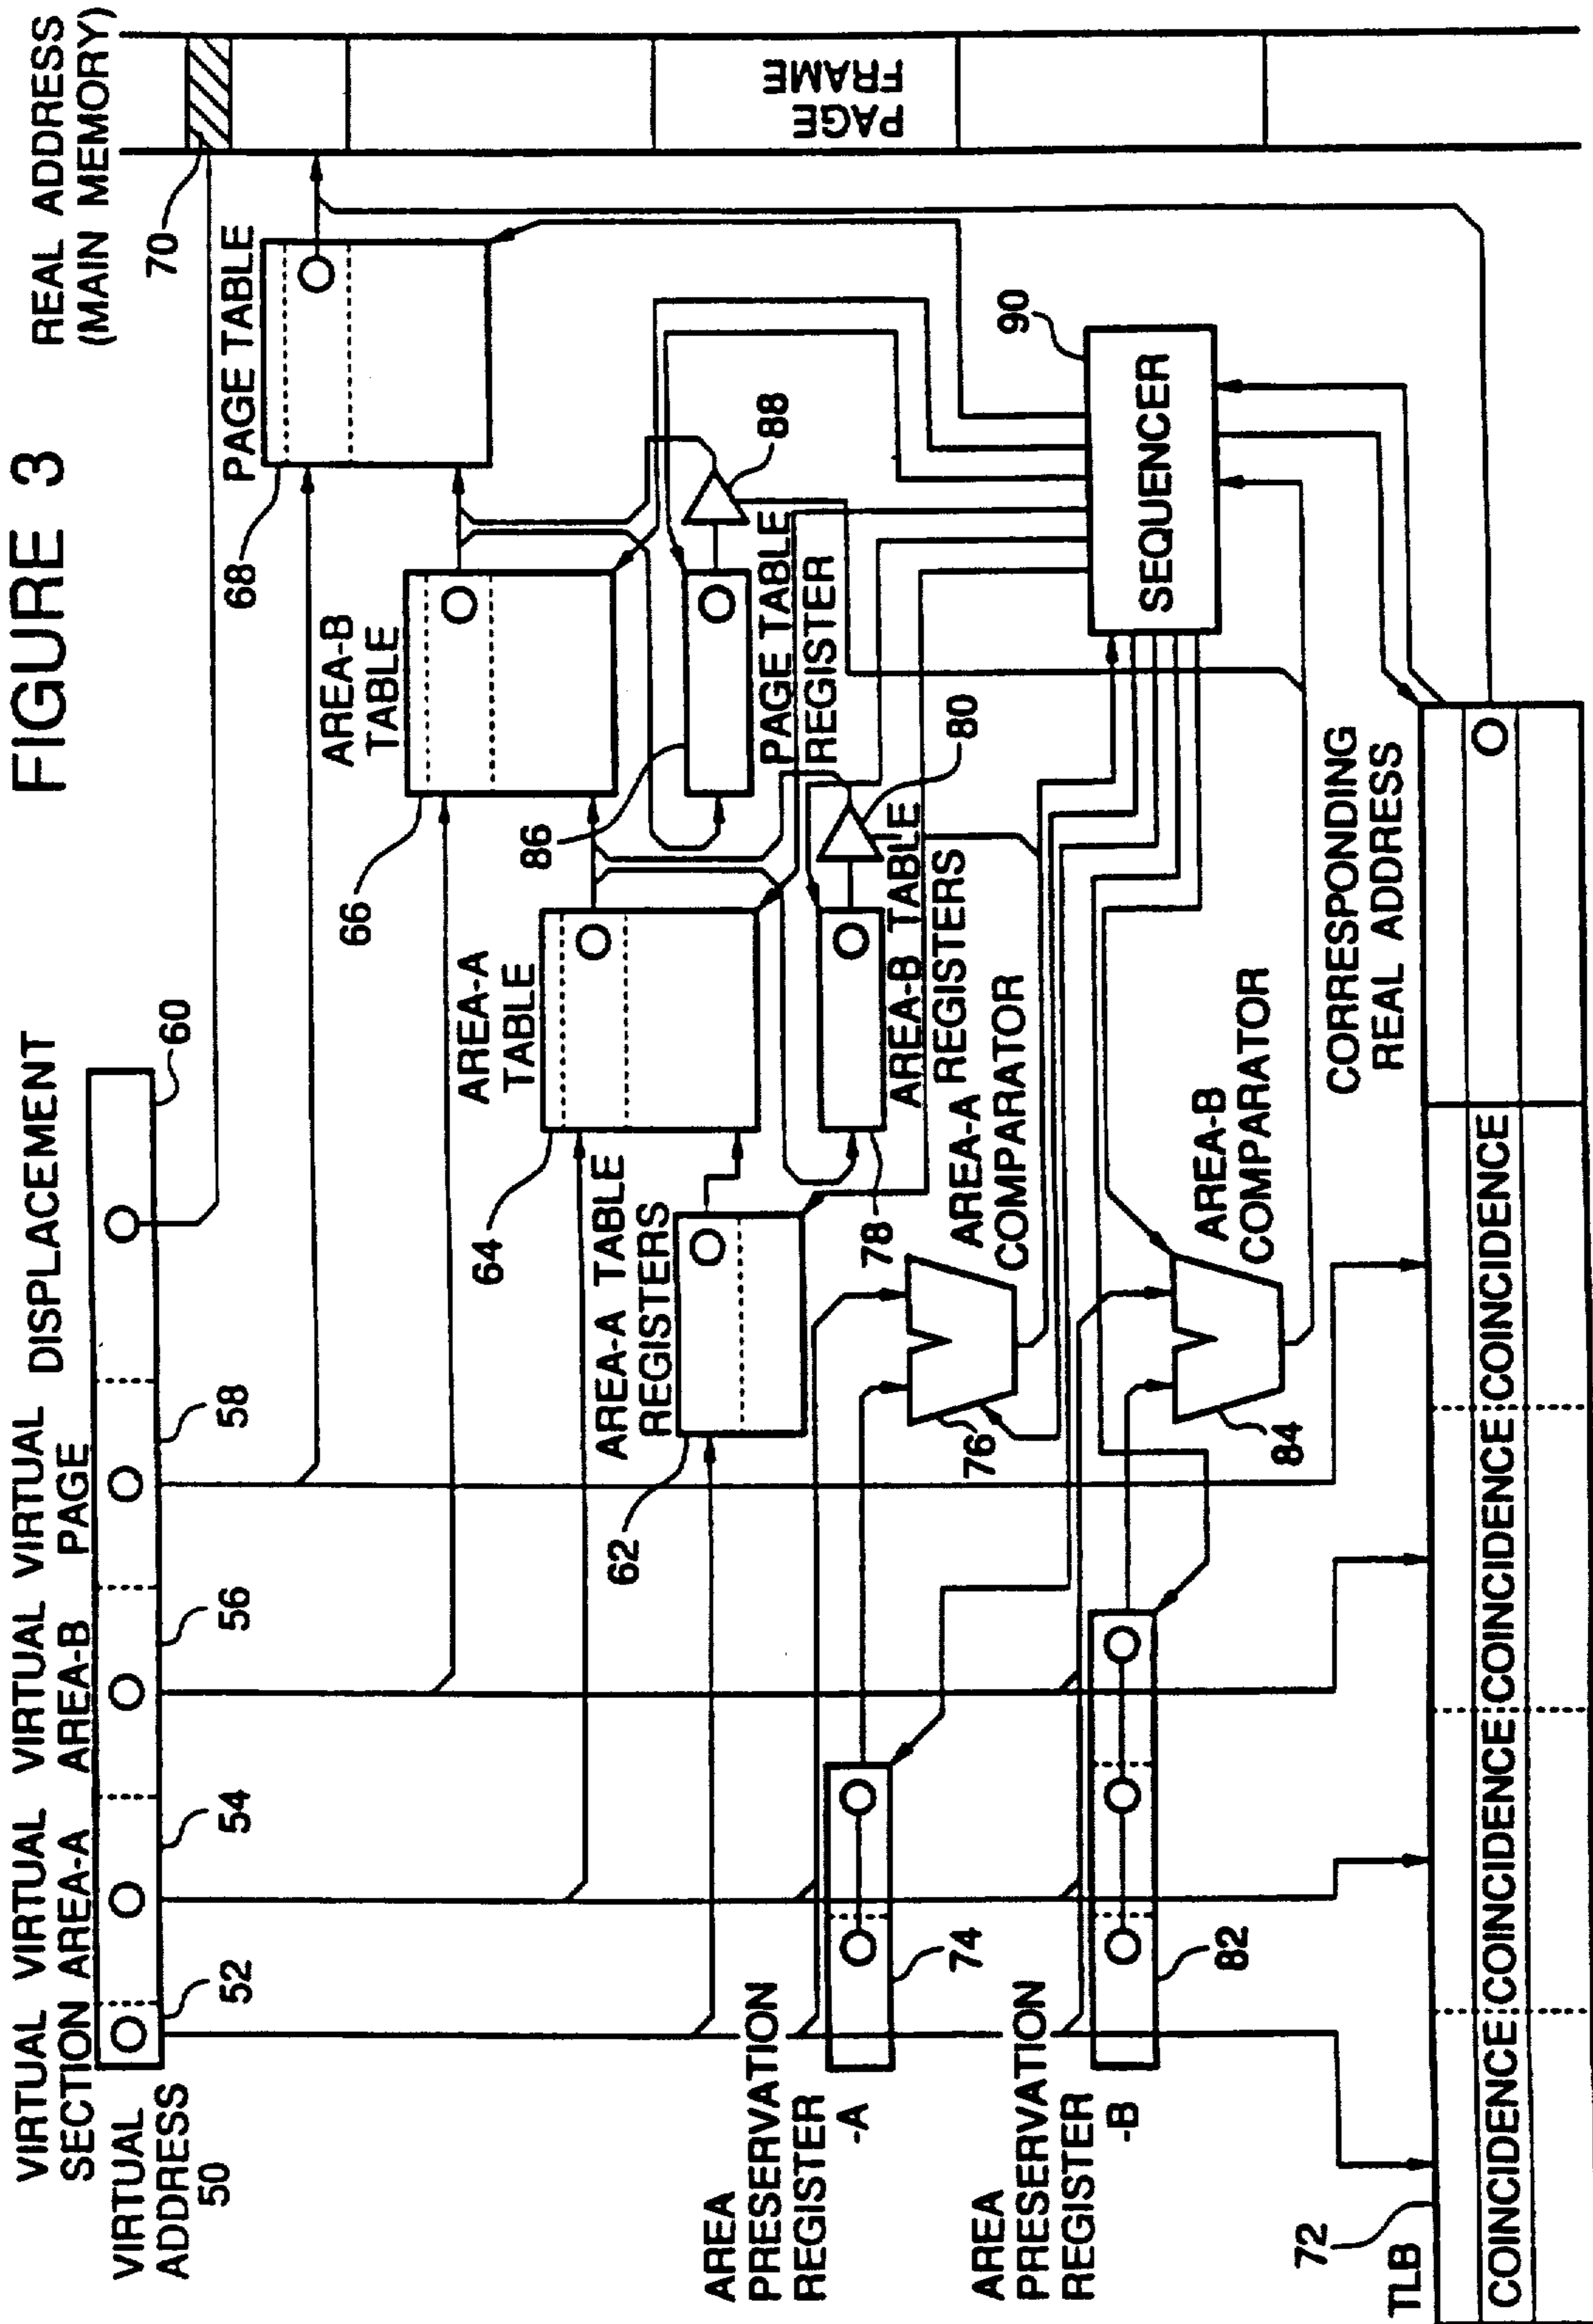 FIGURE 3
VIRTUAL
SECTION
VIRTUAL
AREA-A
VIRTUAL
AREA-B
VIRTUAL
PAGE
DISPLACEMENT
REAL ADDRESS
(MAIN MEMORY)
VIRTUAL
ADDRESS
50
52
54
56
58
60
70
PAGE TABLE
68
AREA-B
TABLE
66
AREA-A
TABLE
64
AREA-A TABLE
REGISTERS
62
PAGE
FRAME
86
88
PAGE TABLE
REGISTER
80
AREA-B TABLE
REGISTERS
78
AREA
PRESERVATION
REGISTER
-A
74
AREA-A
COMPARATOR
76
90
SEQUENCER
AREA
PRESERVATION
REGISTER
-B
82
AREA-B
COMPARATOR
84
CORRESPONDING
REAL ADDRESS
72
TLB
COINCIDENCE COINCIDENCE COINCIDENCE COINCIDENCE